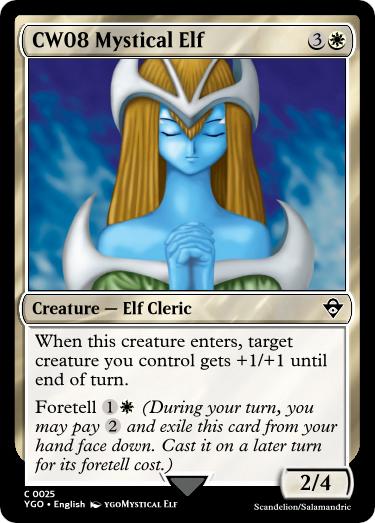 CW08 Mystical Elf 3
Creature — Elf Cleric
When this creature enters, target
creature you control gets +1/+1 until
end of turn.
Foretell 1 (During your turn, you
may pay 2 and exile this card from your
hand face down. Cast it on a later turn
for its foretell cost.)
2/4
C 0025
YGO • English YGOMystical Elf
Scandelion/Salamandric